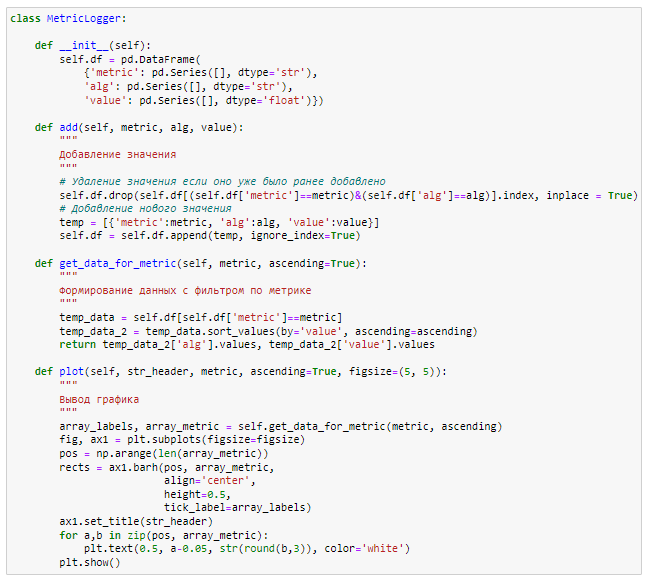 class MetricLogger:

    def __init__(self):
        self.df = pd.DataFrame(
            {'metric': pd.Series([], dtype='str'),
            'alg': pd.Series([], dtype='str'),
            'value': pd.Series([], dtype='float')})

    def add(self, metric, alg, value):
        """
        Добавление значения
        """
        # Удаление значения если оно уже было ранее добавлено
        self.df.drop(self.df[(self.df['metric']==metric)&(self.df['alg']==alg)].index, inplace = True)
        # Добавление нового значения
        temp = [{'metric':metric, 'alg':alg, 'value':value}]
        self.df = self.df.append(temp, ignore_index=True)

    def get_data_for_metric(self, metric, ascending=True):
        """
        Формирование данных с фильтром по метрике
        """
        temp_data = self.df[self.df['metric']==metric]
        temp_data_2 = temp_data.sort_values(by='value', ascending=ascending)
        return temp_data_2['alg'].values, temp_data_2['value'].values

    def plot(self, str_header, metric, ascending=True, figsize=(5, 5)):
        """
        Вывод графика
        """
        array_labels, array_metric = self.get_data_for_metric(metric, ascending)
        fig, ax1 = plt.subplots(figsize=figsize)
        pos = np.arange(len(array_metric))
        rects = ax1.barh(pos, array_metric,
                         align='center',
                         height=0.5,
                         tick_label=array_labels)
        ax1.set_title(str_header)
        for a,b in zip(pos, array_metric):
            plt.text(0.5, a-0.05, str(round(b,3)), color='white')
        plt.show()